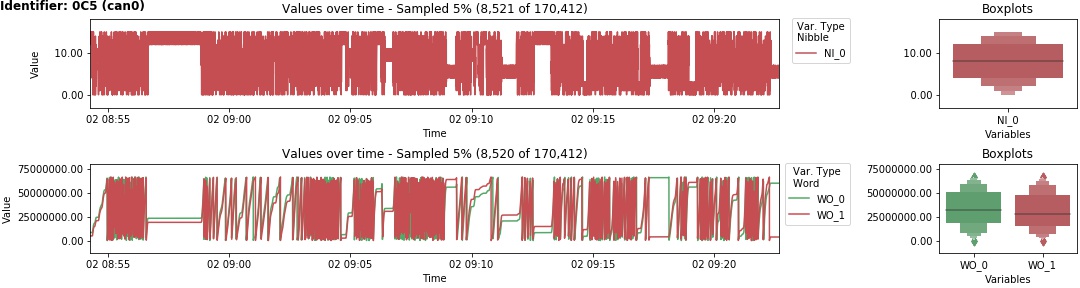 Identifier: 0C5 (can0)
Values over time - Sampled 5% (8,521 of 170,412)
Value
10.00
0.00
02 08:55
02 09:00
02 09:05
02 09:10
02 09:15
02 09:20
Time
Var. Type
Nibble
NI_0
Boxplots
10.00
0.00
NI_0
Variables
Values over time - Sampled 5% (8,520 of 170,412)
Value
75000000.00
50000000.00
25000000.00
0.00
02 08:55
02 09:00
02 09:05
02 09:10
02 09:15
02 09:20
Time
Var. Type
Word
WO_0
WO_1
Boxplots
75000000.00
50000000.00
25000000.00
0.00
WO_0
WO_1
Variables